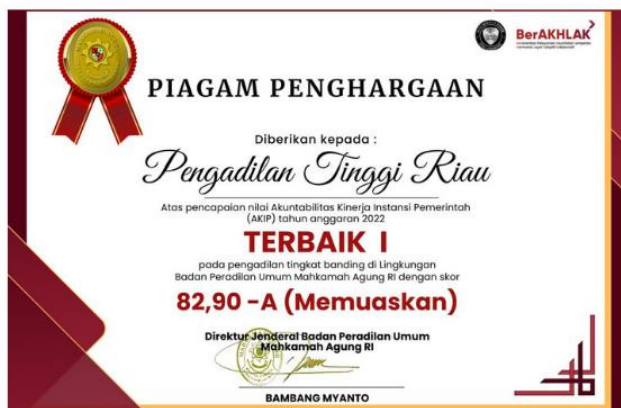 BerAKHLAK
PIAGAM PENGHARGAAN
Diberikan kepada :
Pengadilan Tinggi Riau
Atas pencapaian nilai Akuntabilitas Kinerja Instansi Pemerintah
(AKIP) tahun anggaran 2022
TERBAIK I
pada pengadilan tingkat banding di Lingkungan
Badan Peradilan Umum Mahkamah Agung RI dengan skor
82,90 -A (Memuaskan)
Direktur Jenderal Badan Peradilan Umum
Mahkamah Agung RI
BAMBANG MYANTO